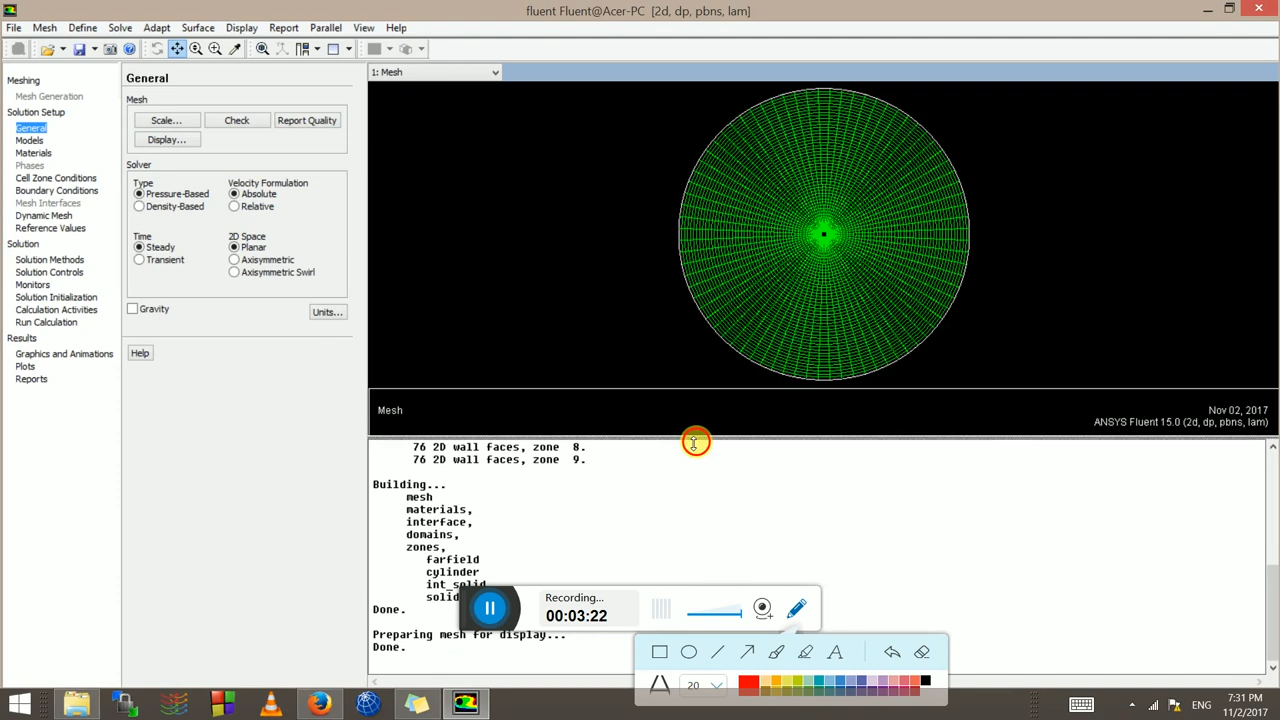 fluent Fluent@Acer-PC [2d, dp, pbns, lam]
File Mesh Define Solve Adapt Surface Display Report Parallel View Help
Meshing
Mesh Generation
Solution Setup
General
Models
Materials
Phases
Cell Zone Conditions
Boundary Conditions
Mesh Interfaces
Dynamic Mesh
Reference Values
Solution
Solution Methods
Solution Controls
Monitors
Solution Initialization
Calculation Activities
Run Calculation
Results
Graphics and Animations
Plots
Reports
General
Mesh
Scale... Check Report Quality
Display...
Solver
Type Velocity Formulation
Pressure-Based Absolute
Density-Based Relative
Time 2D Space
Steady Planar
Transient Axisymmetric
Axisymmetric Swirl
Gravity Units...
Help
1: Mesh
Mesh
Nov 02, 2017
ANSYS Fluent 15.0 (2d, dp, pbns, lam)
76 2D wall faces, zone 8.
76 2D wall faces, zone 9.
Building...
mesh
materials,
interface,
domains,
zones,
farfield
cylinder
int_solid
solid
Done.
Preparing mesh for display...
Done.
Recording...
00:03:22
A
20
7:31 PM
11/2/2017